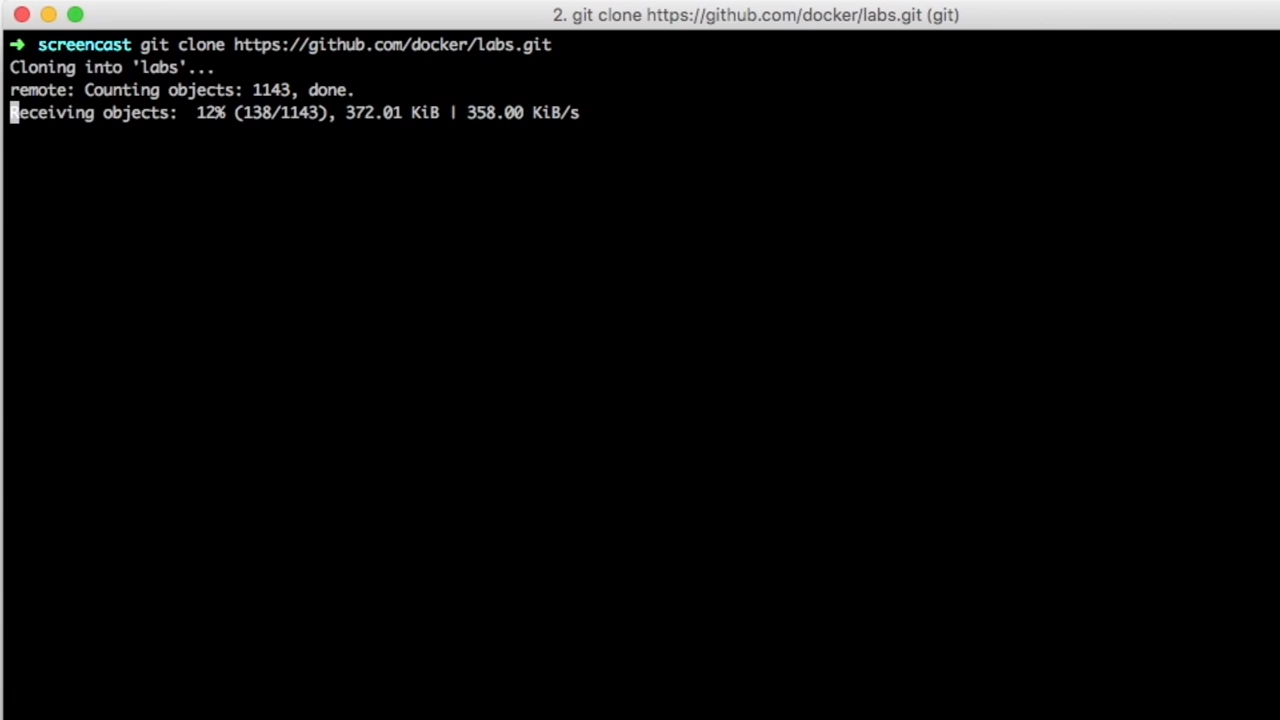 2. git clone https://github.com/docker/labs.git (git)
➜ screencast git clone https://github.com/docker/labs.git
Cloning into 'labs'...
remote: Counting objects: 1143, done.
Receiving objects:  12% (138/1143), 372.01 KiB | 358.00 KiB/s